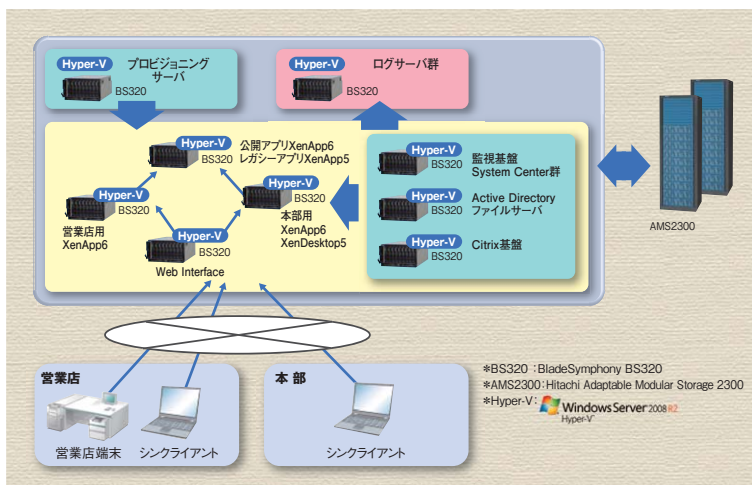 Hyper-V
プロビジョニング
サーバ
BS320
Hyper-V
ログサーバ群
BS320
Hyper-V
BS320
公開アプリXenApp6
レガシーアプリXenApp5
Hyper-V
BS320
営業店用
XenApp6
Hyper-V
BS320
本部用
XenApp6
XenDesktop5
Hyper-V
BS320
Web Interface
Hyper-V
BS320
監視基盤
System Center群
Hyper-V
BS320
Active Directory
ファイルサーバ
Hyper-V
BS320
Citrix基盤
AMS2300
営業店
営業店端末
シンクライアント
本部
シンクライアント
*BS320 :BladeSymphony BS320
*AMS2300:Hitachi Adaptable Modular Storage 2300
*Hyper-V:
Windows Server 2008 R2
Hyper-V™